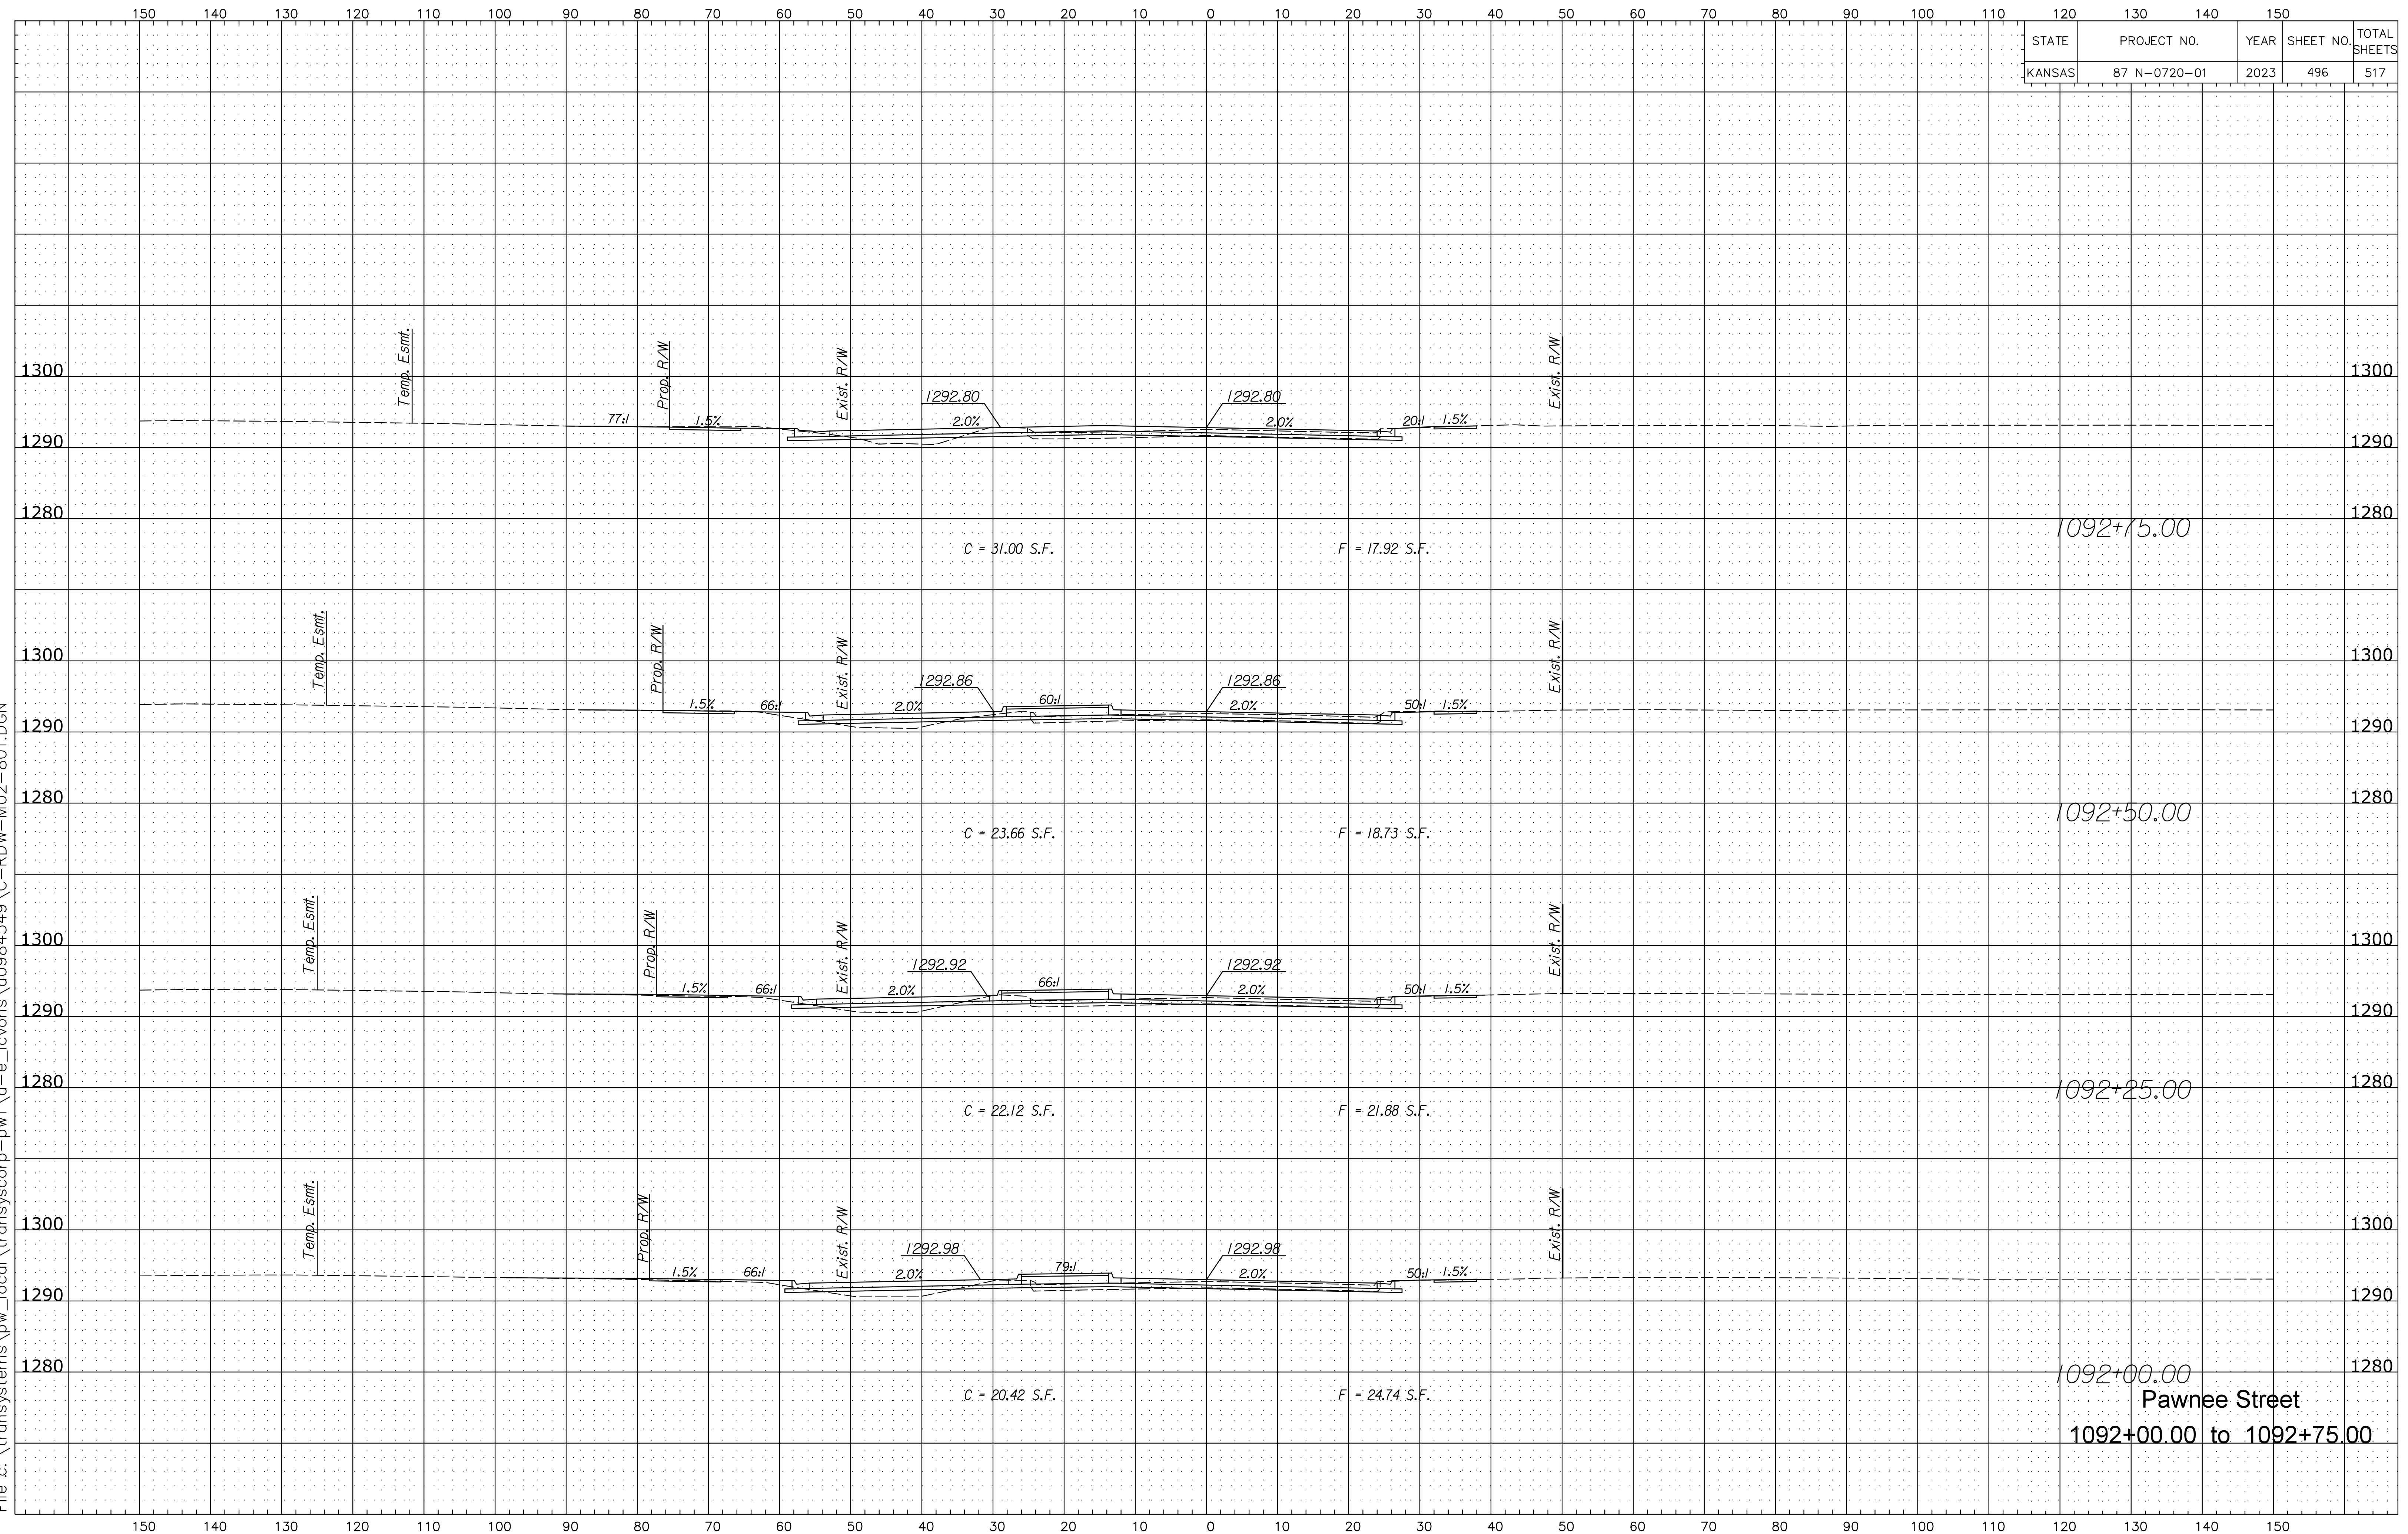 150 140 130 120 110 100 90 80 70 60 50 40 30 20 10 0 10 20 30 40 50 60 70 80 90 100 110 120 130 140 150
STATE PROJECT NO. YEAR SHEET NO. TOTAL SHEETS
KANSAS 87 N-0720-01 2023 496 517
Temp. Esmt.
Prop. R/W
Exist. R/W
Exist. R/W
1300 1300
1292.80 1292.80
77:1 1.5% 2.0% 2.0% 20:1 1.5%
1290 1290
1280 1280
1092+75.00
C = 31.00 S.F. F = 17.92 S.F.
Temp. Esmt.
Prop. R/W
Exist. R/W
Exist. R/W
1300 1300
1292.86 1292.86
1.5% 66:1 2.0% 60:1 2.0% 50:1 1.5%
1290 1290
1280 1280
1092+50.00
C = 23.66 S.F. F = 18.73 S.F.
Temp. Esmt.
Prop. R/W
Exist. R/W
Exist. R/W
1300 1300
1292.92 1292.92
1.5% 66:1 2.0% 66:1 2.0% 50:1 1.5%
1290 1290
1280 1280
1092+25.00
C = 22.12 S.F. F = 21.88 S.F.
Temp. Esmt.
Prop. R/W
Exist. R/W
Exist. R/W
1300 1300
1292.98 1292.98
1.5% 66:1 2.0% 79:1 2.0% 50:1 1.5%
1290 1290
1280 1280
1092+00.00
C = 20.42 S.F. F = 24.74 S.F.
Pawnee Street
1092+00.00 to 1092+75.00
150 140 130 120 110 100 90 80 70 60 50 40 30 20 10 0 10 20 30 40 50 60 70 80 90 100 110 120 130 140 150